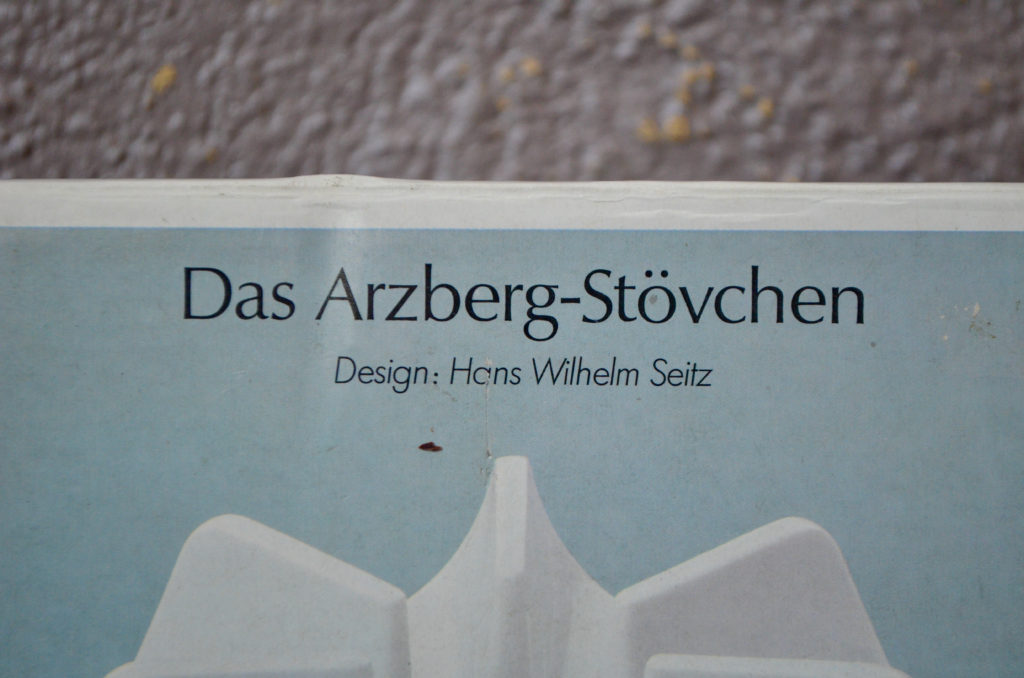 Das Arzberg-Stövchen
Design: Hans Wilhelm Seitz